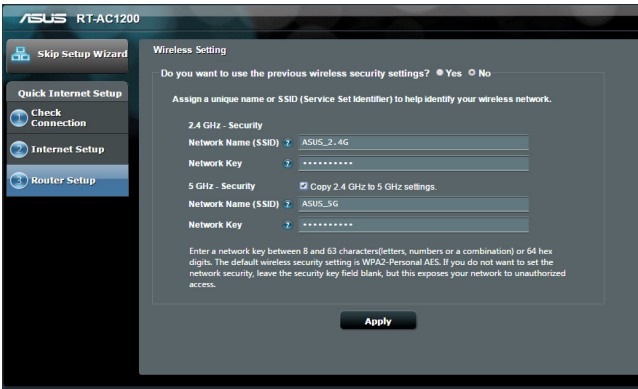 ASUS RT-AC1200
Skip Setup Wizard
Quick Internet Setup
1 Check
Connection
2 Internet Setup
3 Router Setup
Wireless Setting
Do you want to use the previous wireless security settings? Yes No
Assign a unique name or SSID (Service Set Identifier) to help identify your wireless network.
2.4 GHz - Security
Network Name (SSID) ? ASUS_2.4G
Network Key ? ••••••••••
5 GHz - Security Copy 2.4 GHz to 5 GHz settings.
Network Name (SSID) ? ASUS_5G
Network Key ? ••••••••••
Enter a network key between 8 and 63 characters(letters, numbers or a combination) or 64 hex
digits. The default wireless security setting is WPA2-Personal AES. If you do not want to set the
network security, leave the security key field blank, but this exposes your network to unauthorized
access.
Apply